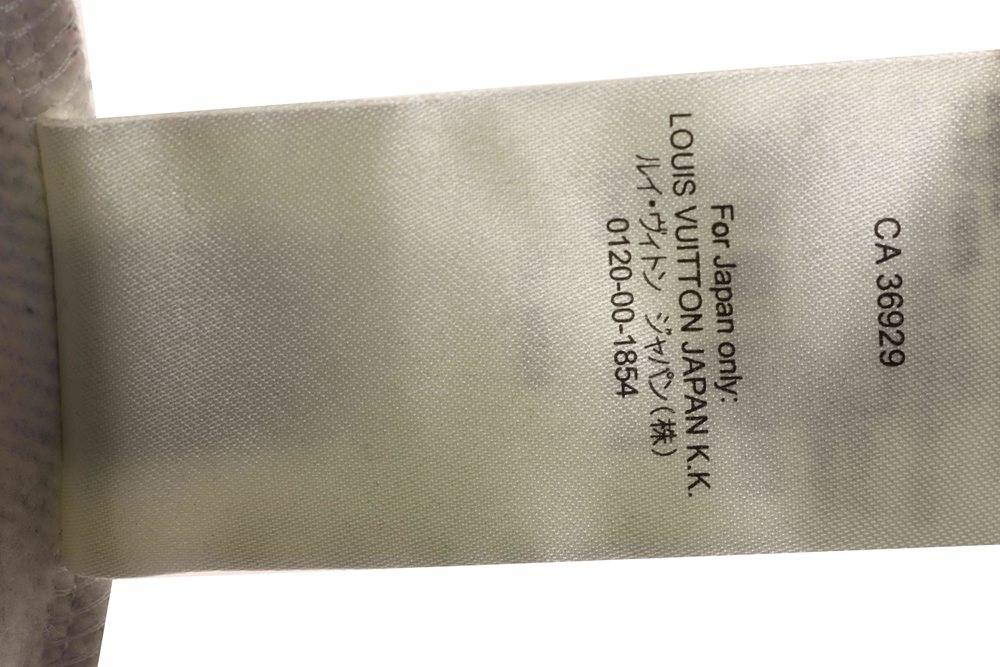 CA 36929
For Japan only:
LOUIS VUITTON JAPAN K.K.
ルイ・ヴィトン ジャパン(株)
0120-00-1854